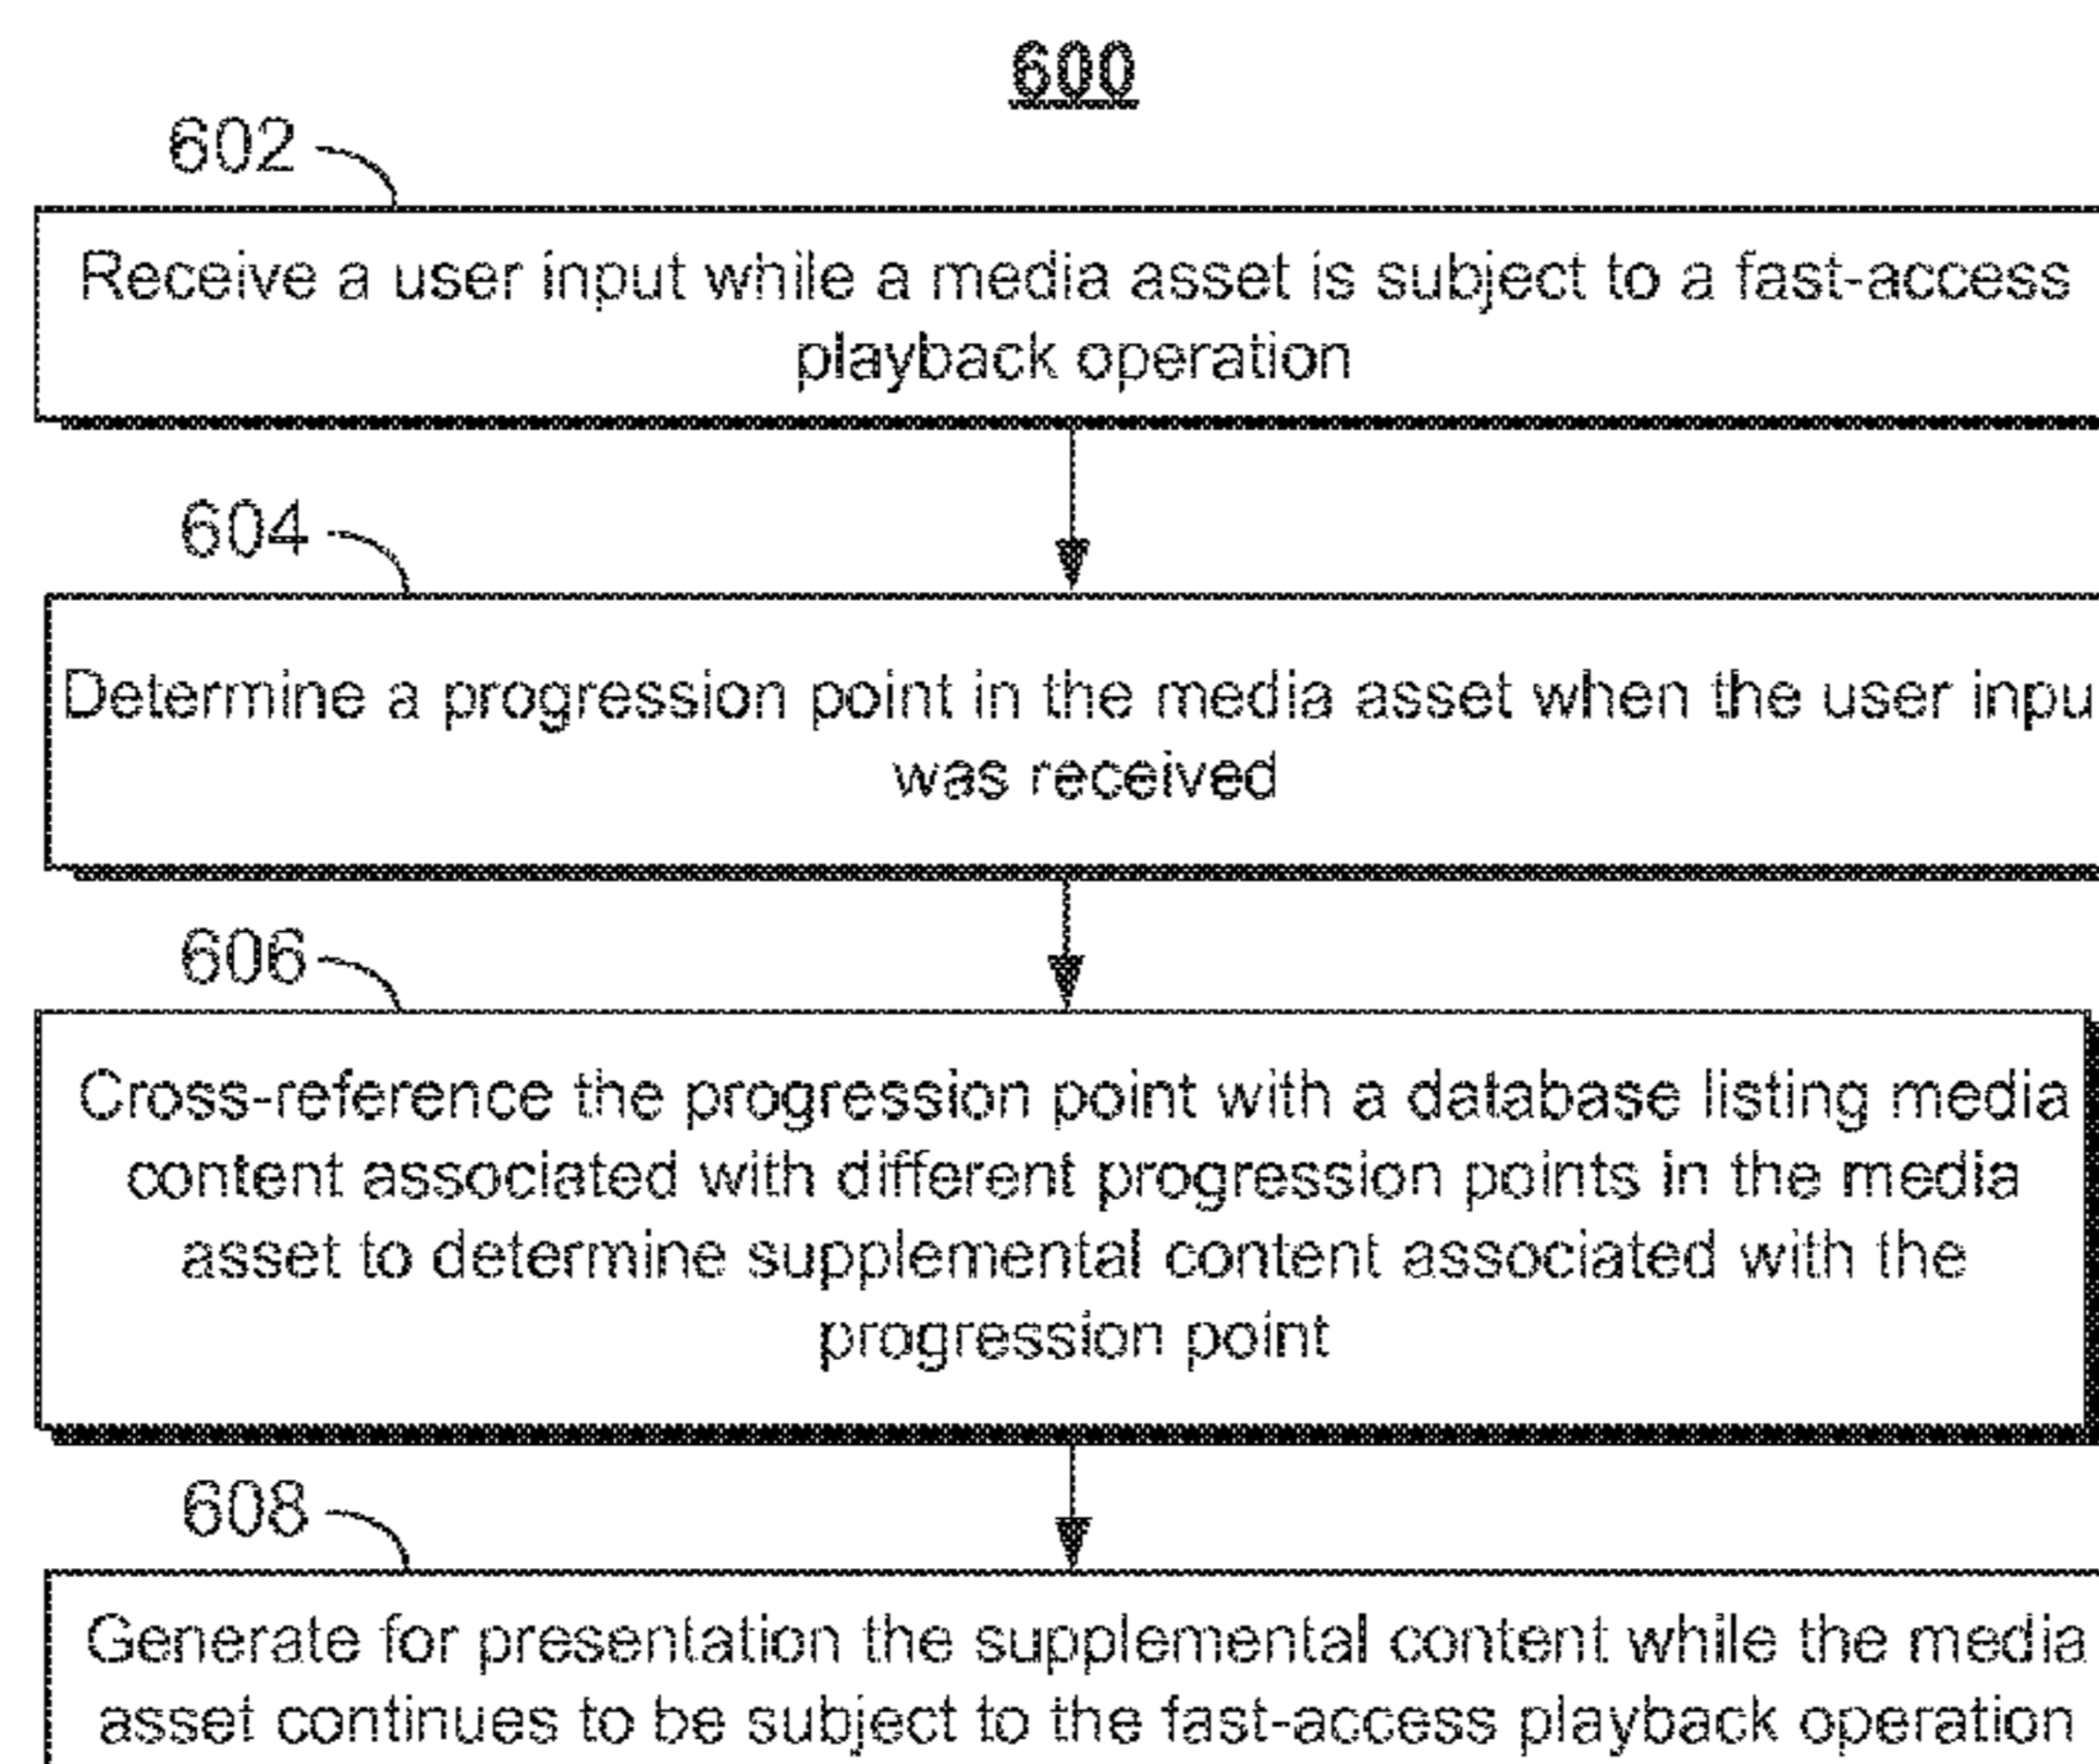 600
602
Receive a user input while a media asset is subject to a fast-access
playback operation
604
Determine a progression point in the media asset when the user inpu
was received
606
Cross-reference the progression point with a database listing media
content associated with different progression points in the media
asset to determine supplemental content associated with the
progression point
608
Generate for presentation the supplemental content while the media
asset continues to be subject to the fast-access playback operation